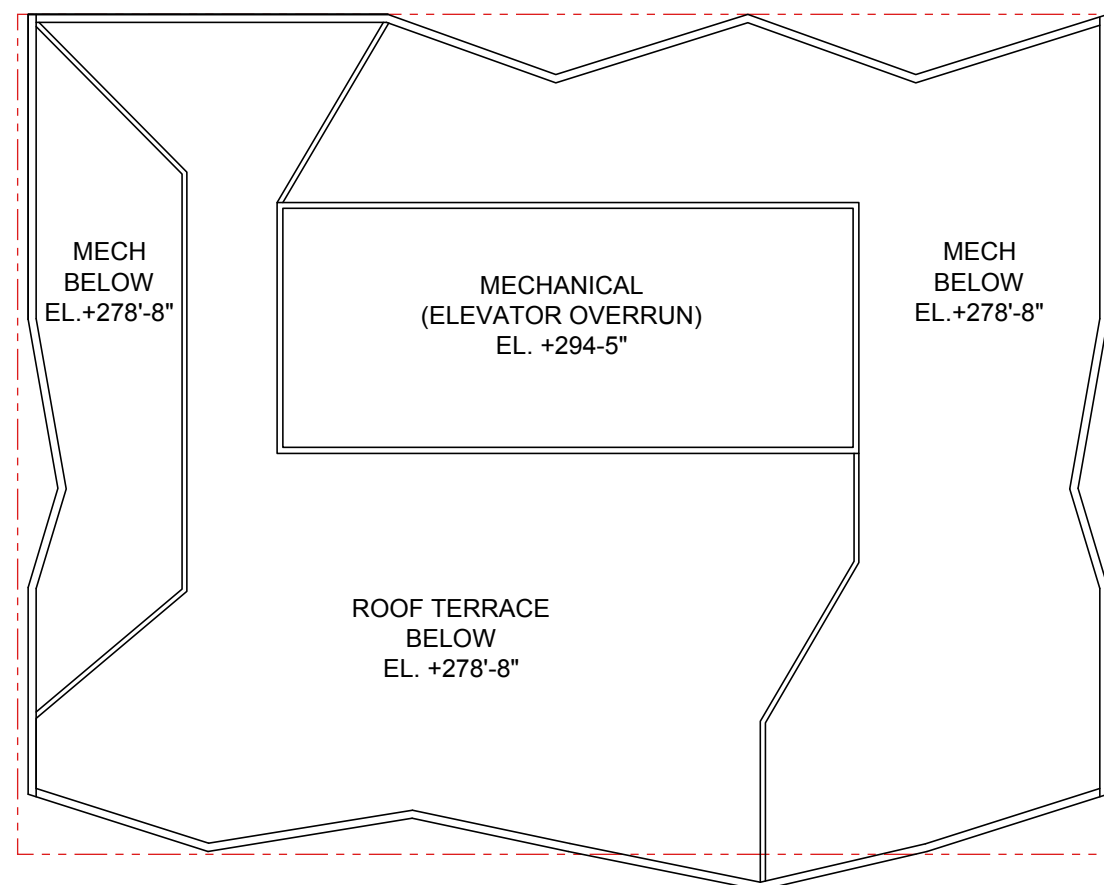 MECH
BELOW
EL.+278'-8"
MECHANICAL
(ELEVATOR OVERRUN)
EL. +294-5"
MECH
BELOW
EL.+278'-8"
ROOF TERRACE
BELOW
EL. +278'-8"